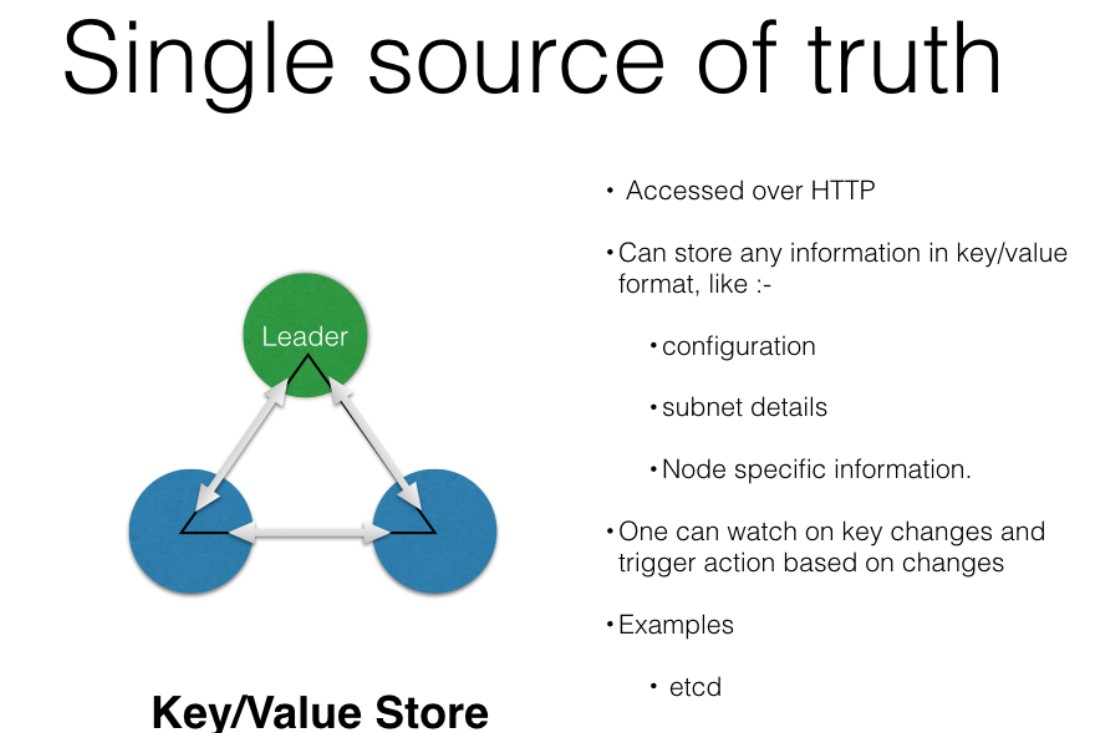 Single source of truth
Leader
Key/Value Store
• Accessed over HTTP
• Can store any information in key/value
format, like :-
• configuration
• subnet details
• Node specific information.
• One can watch on key changes and
trigger action based on changes
• Examples
• etcd